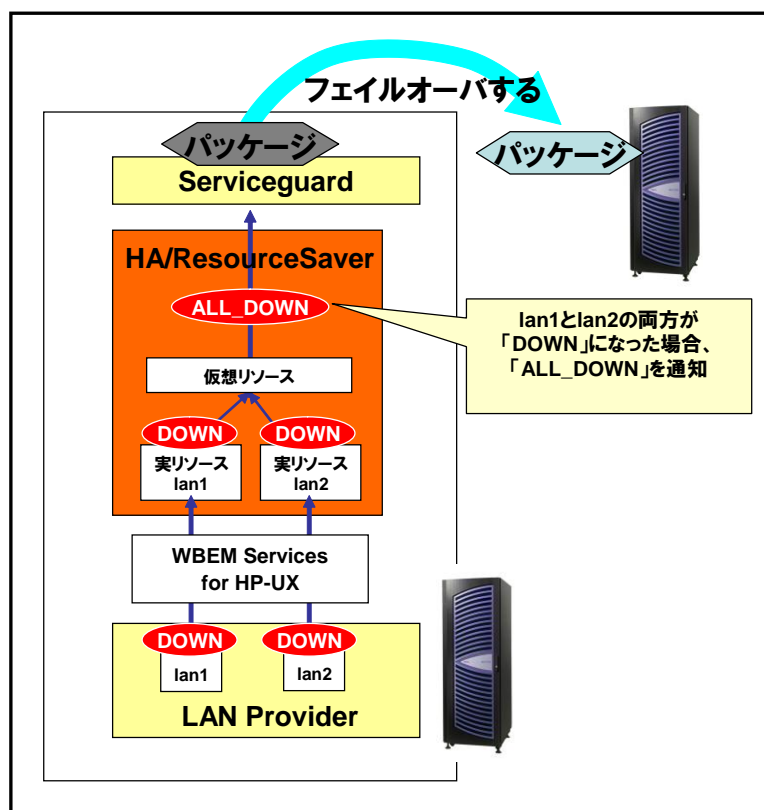 フェイルオーバする
パッケージ
パッケージ
Serviceguard
HA/ResourceSaver
ALL_DOWN
lan1とlan2の両方が
「DOWN」になった場合、
「ALL_DOWN」を通知
仮想リソース
DOWN
DOWN
実リソース
lan1
実リソース
lan2
WBEM Services
for HP-UX
DOWN
DOWN
lan1
lan2
LAN Provider